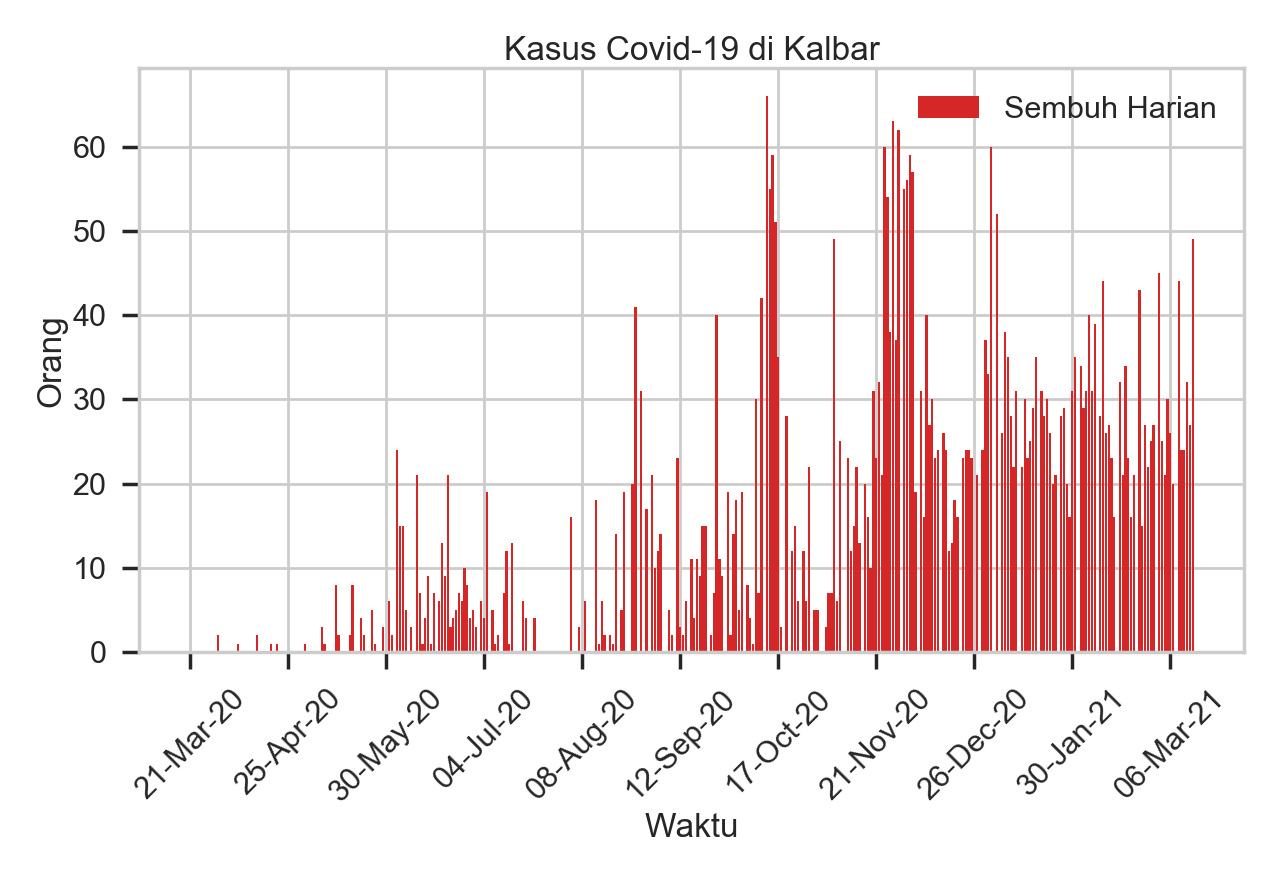 Kasus Covid-19 di Kalbar
Sembuh Harian
60
50
40
30
20
10
0
Orang
21-Mar-20
25-Apr-20
30-May-20
04-Jul-20
08-Aug-20
12-Sep-20
17-Oct-20
21-Nov-20
26-Dec-20
30-Jan-21
06-Mar-21
Waktu